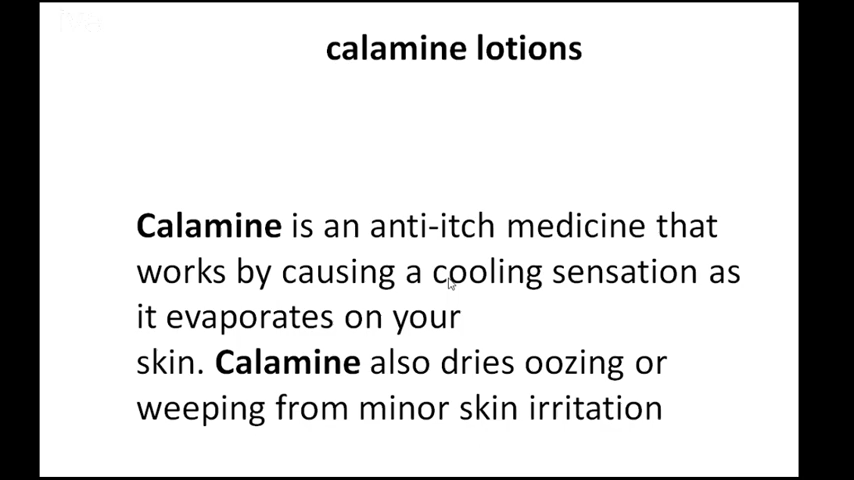 calamine lotions
Calamine is an anti-itch medicine that
works by causing a cooling sensation as
it evaporates on your
skin. Calamine also dries oozing or
weeping from minor skin irritation